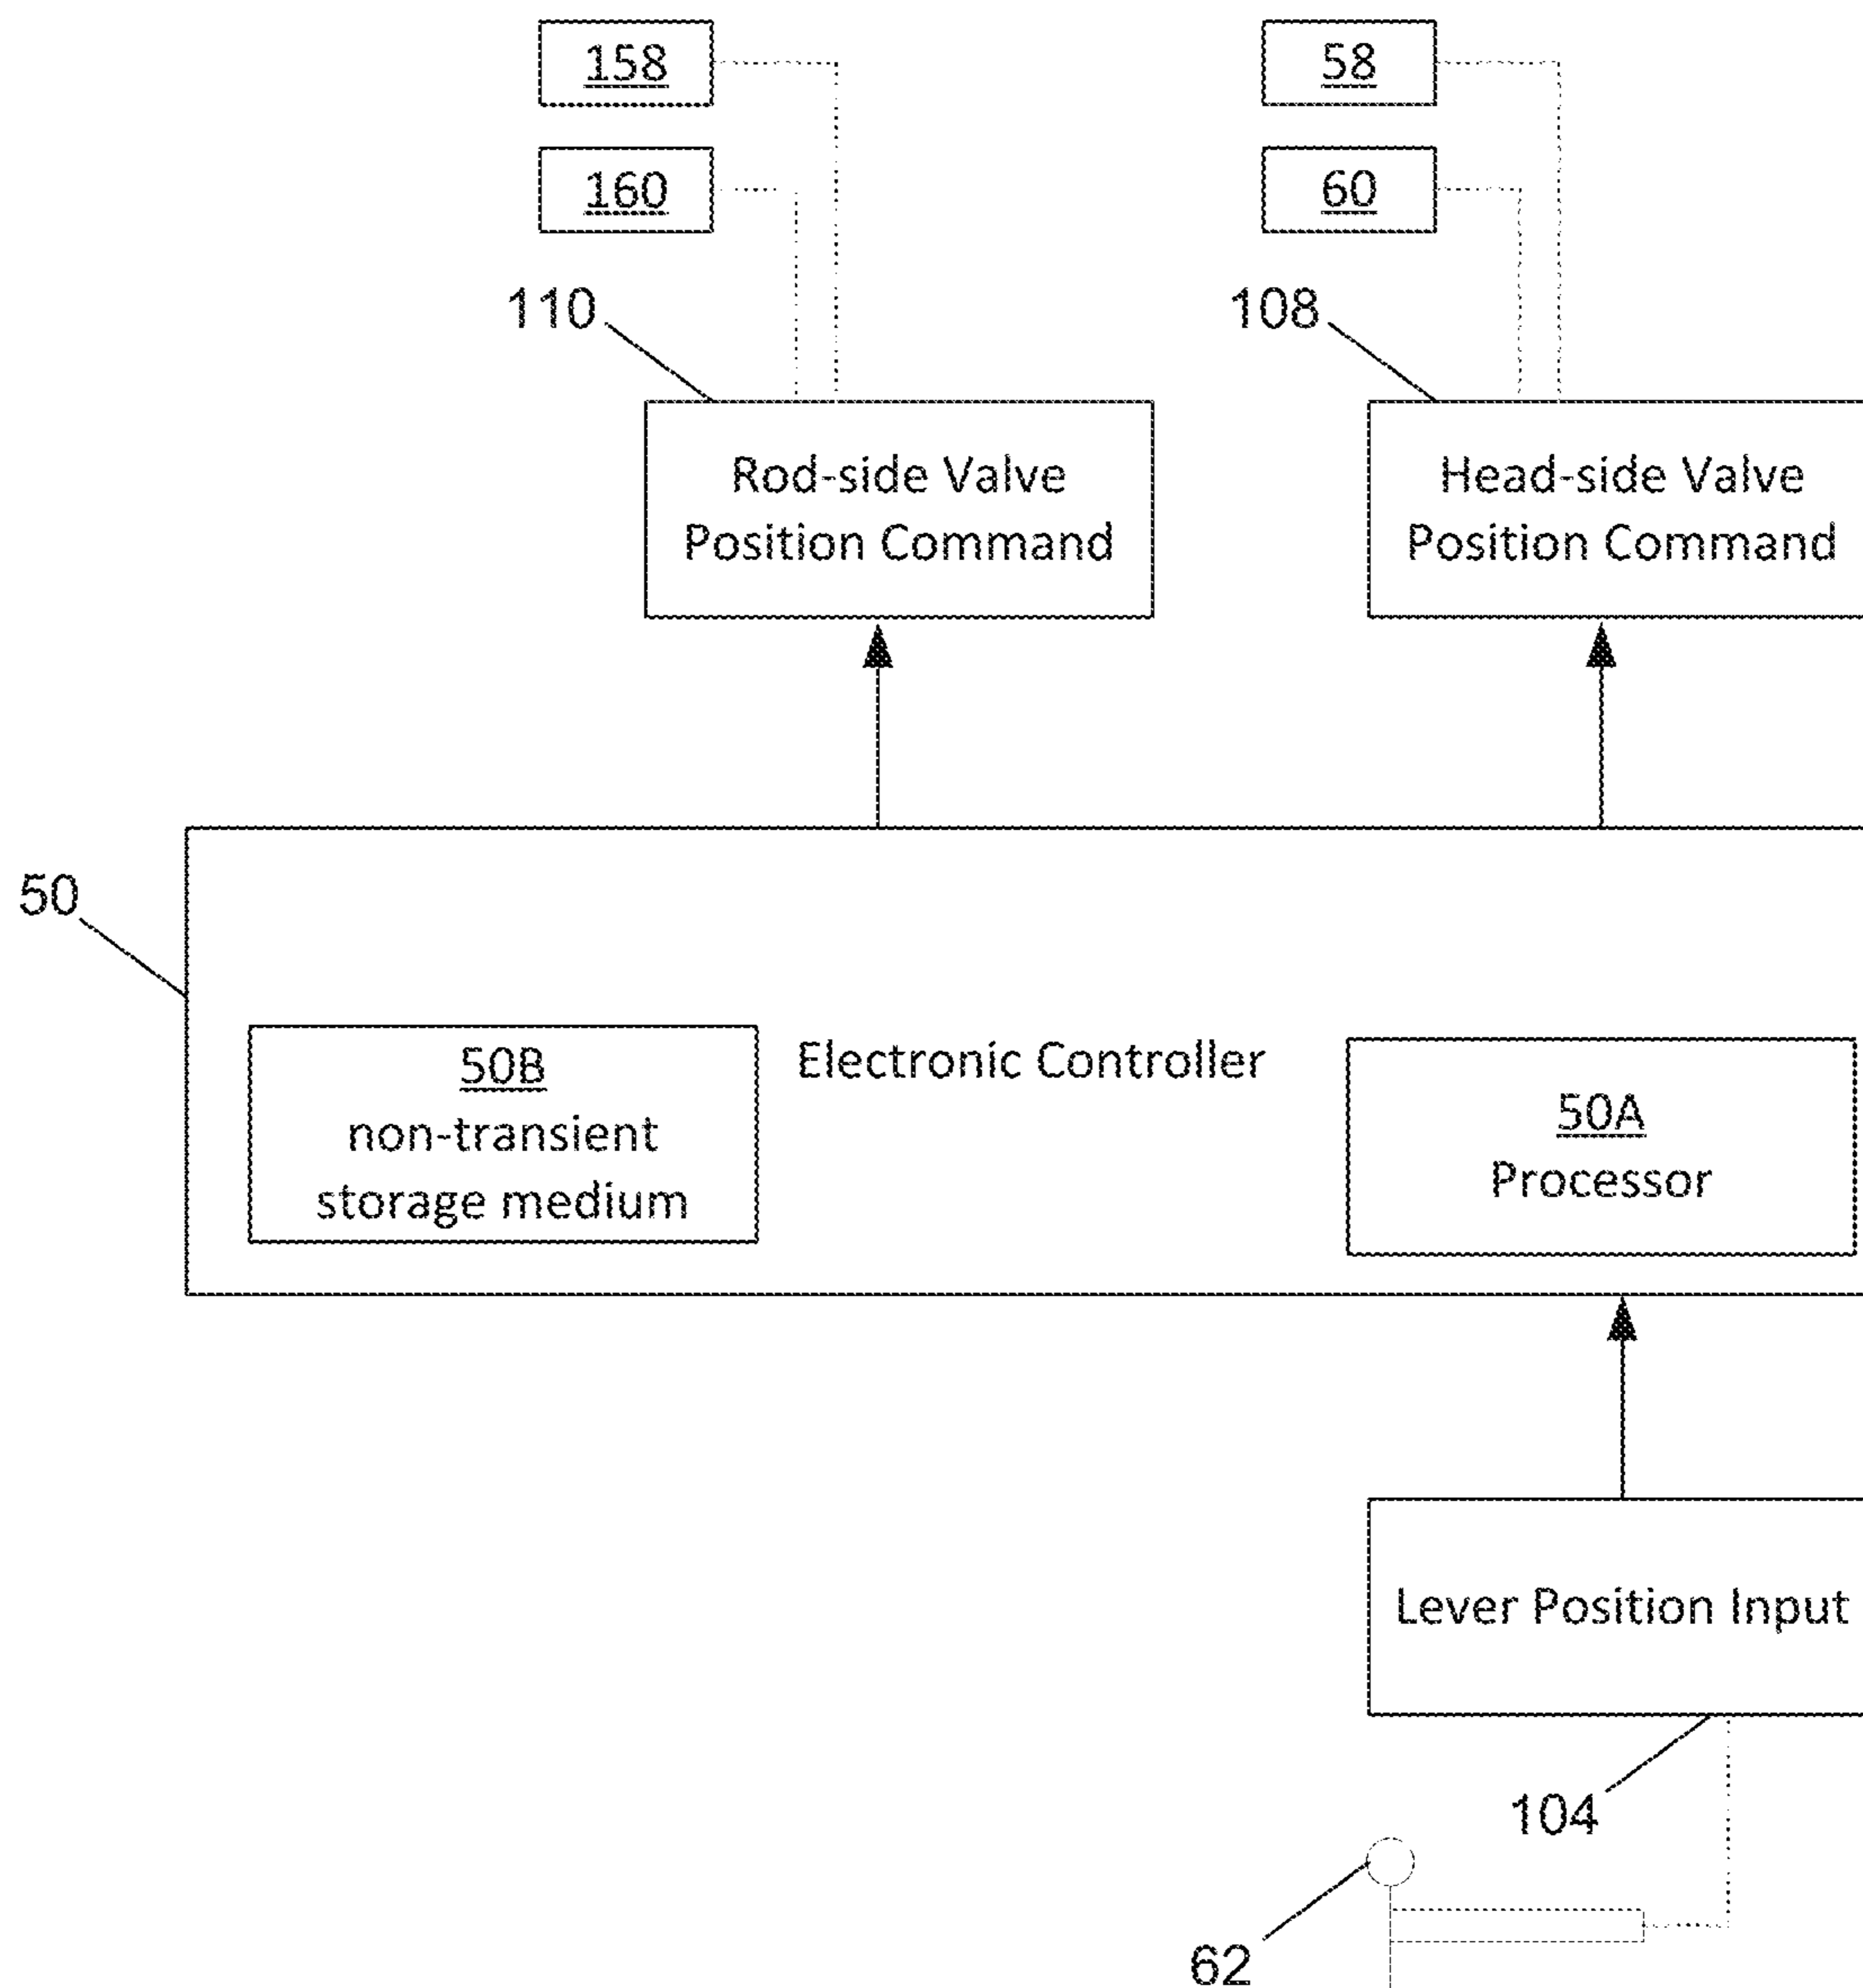 158
58
160
60
110
108
Rod-side Valve
Position Command
Head-side Valve
Position Command
50
50B
non-transient
storage medium
Electronic Controller
50A
Processor
Lever Position Input
104
62